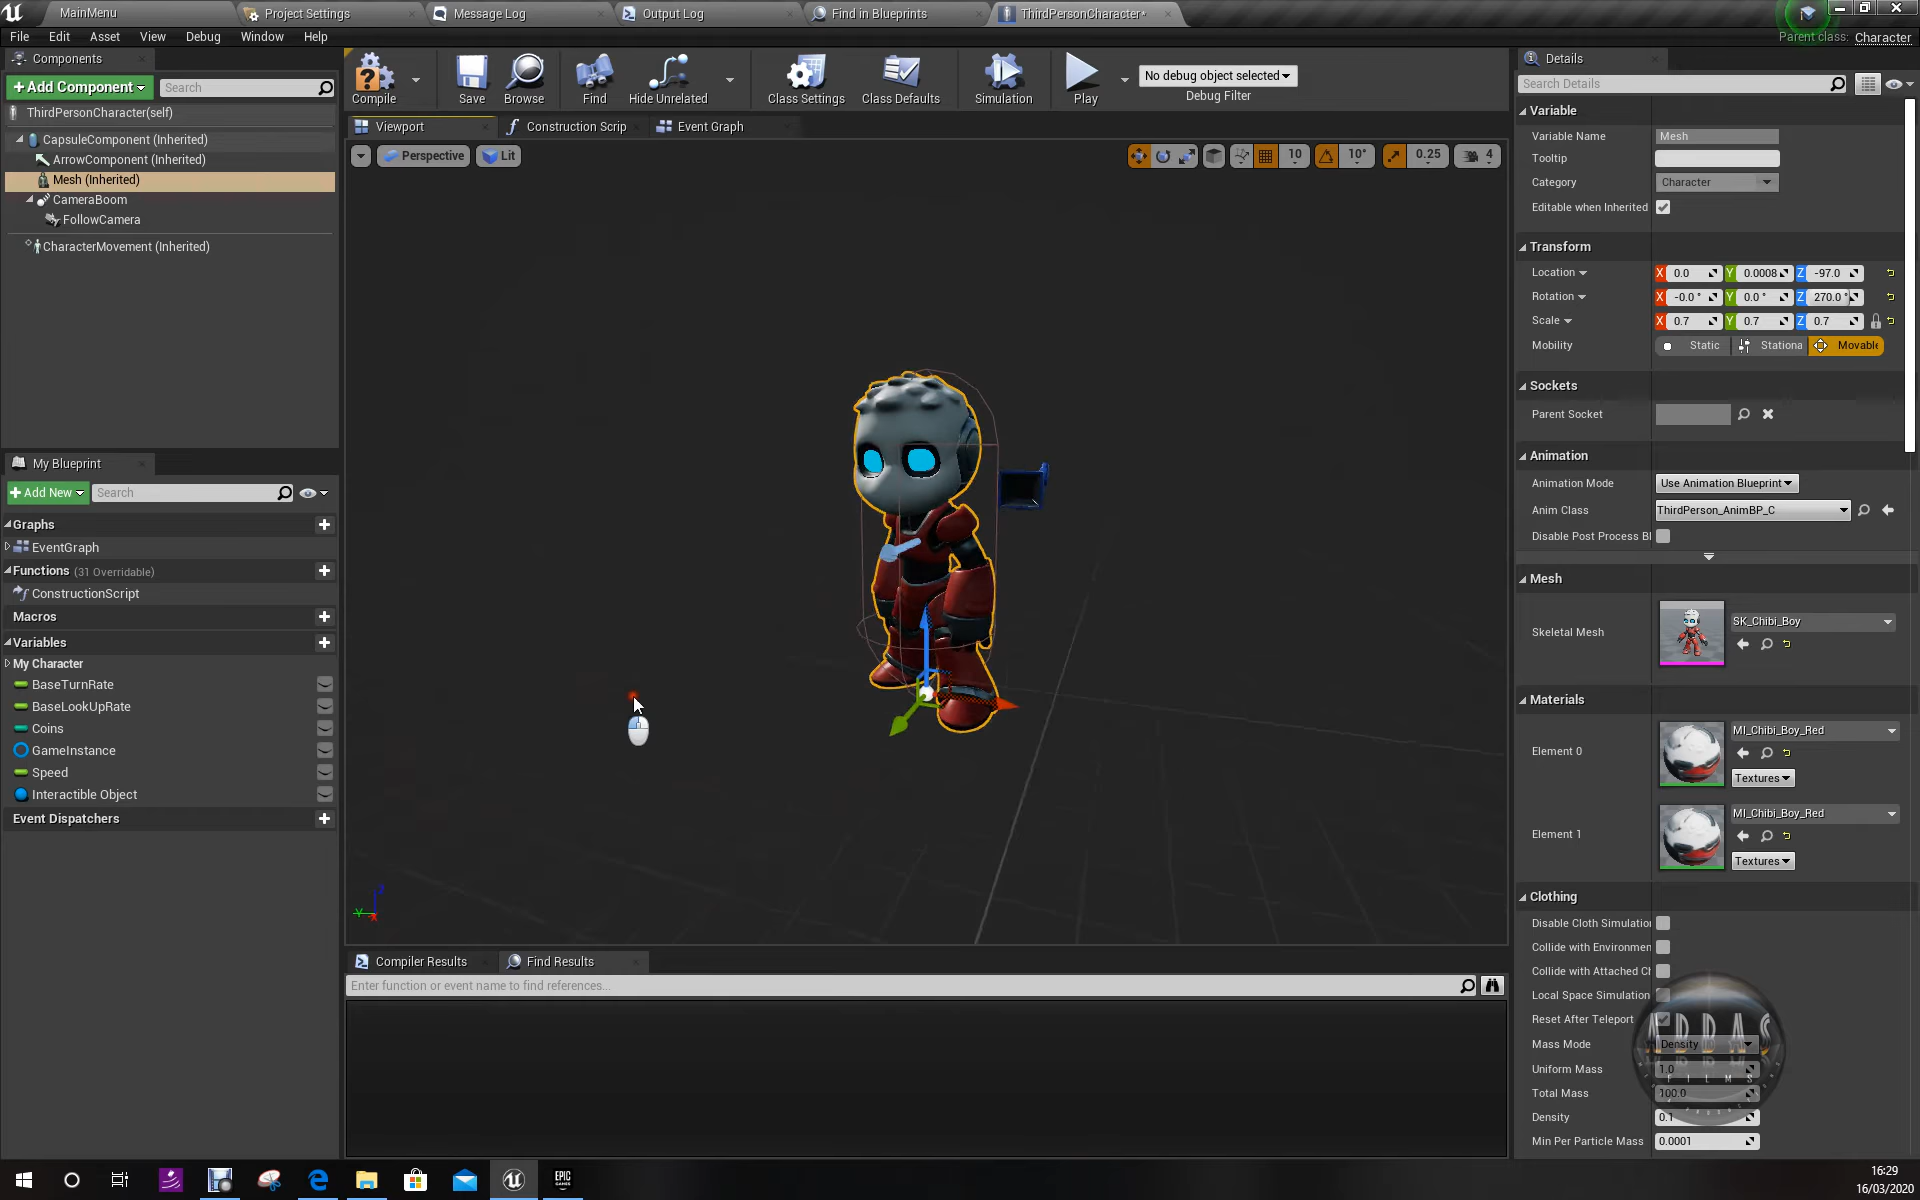 MainMenu
Project Settings
Message Log
Output Log
Find in Blueprints
ThirdPersonCharacter*
File Edit Asset View Debug Window Help
Parent class: Character
Components
+Add Component
Search
ThirdPersonCharacter(self)
CapsuleComponent (Inherited)
ArrowComponent (Inherited)
Mesh (Inherited)
CameraBoom
FollowCamera
CharacterMovement (Inherited)
My Blueprint
+Add New
Search
Graphs
EventGraph
Functions (31 Overridable)
ConstructionScript
Macros
Variables
My Character
BaseTurnRate
BaseLookUpRate
Coins
GameInstance
Speed
Interactible Object
Event Dispatchers
Compile
Save
Browse
Find
Hide Unrelated
Class Settings
Class Defaults
Simulation
Play
No debug object selected
Debug Filter
Viewport
Construction Scrip
Event Graph
Perspective
Lit
10
10°
0.25
4
Compiler Results
Find Results
Enter function or event name to find references...
Details
Search Details
Variable
Variable Name Mesh
Tooltip
Category Character
Editable when Inherited
Transform
Location X 0.0 Y 0.0008 Z -97.0
Rotation X -0.0 ° Y 0.0 ° Z 270.0 °
Scale X 0.7 Y 0.7 Z 0.7
Mobility Static Stationa Movable
Sockets
Parent Socket
Animation
Animation Mode Use Animation Blueprint
Anim Class ThirdPerson_AnimBP_C
Disable Post Process Bl
Mesh
Skeletal Mesh SK_Chibi_Boy
Materials
Element 0 MI_Chibi_Boy_Red
Textures
Element 1 MI_Chibi_Boy_Red
Textures
Clothing
Disable Cloth Simulation
Collide with Environmen
Collide with Attached Cl
Local Space Simulation
Reset After Teleport
Mass Mode Density
Uniform Mass 1.0
Total Mass 100.0
Density 0.1
Min Per Particle Mass 0.0001
FILMS
EPIC
GAMES
16:29
16/03/2020